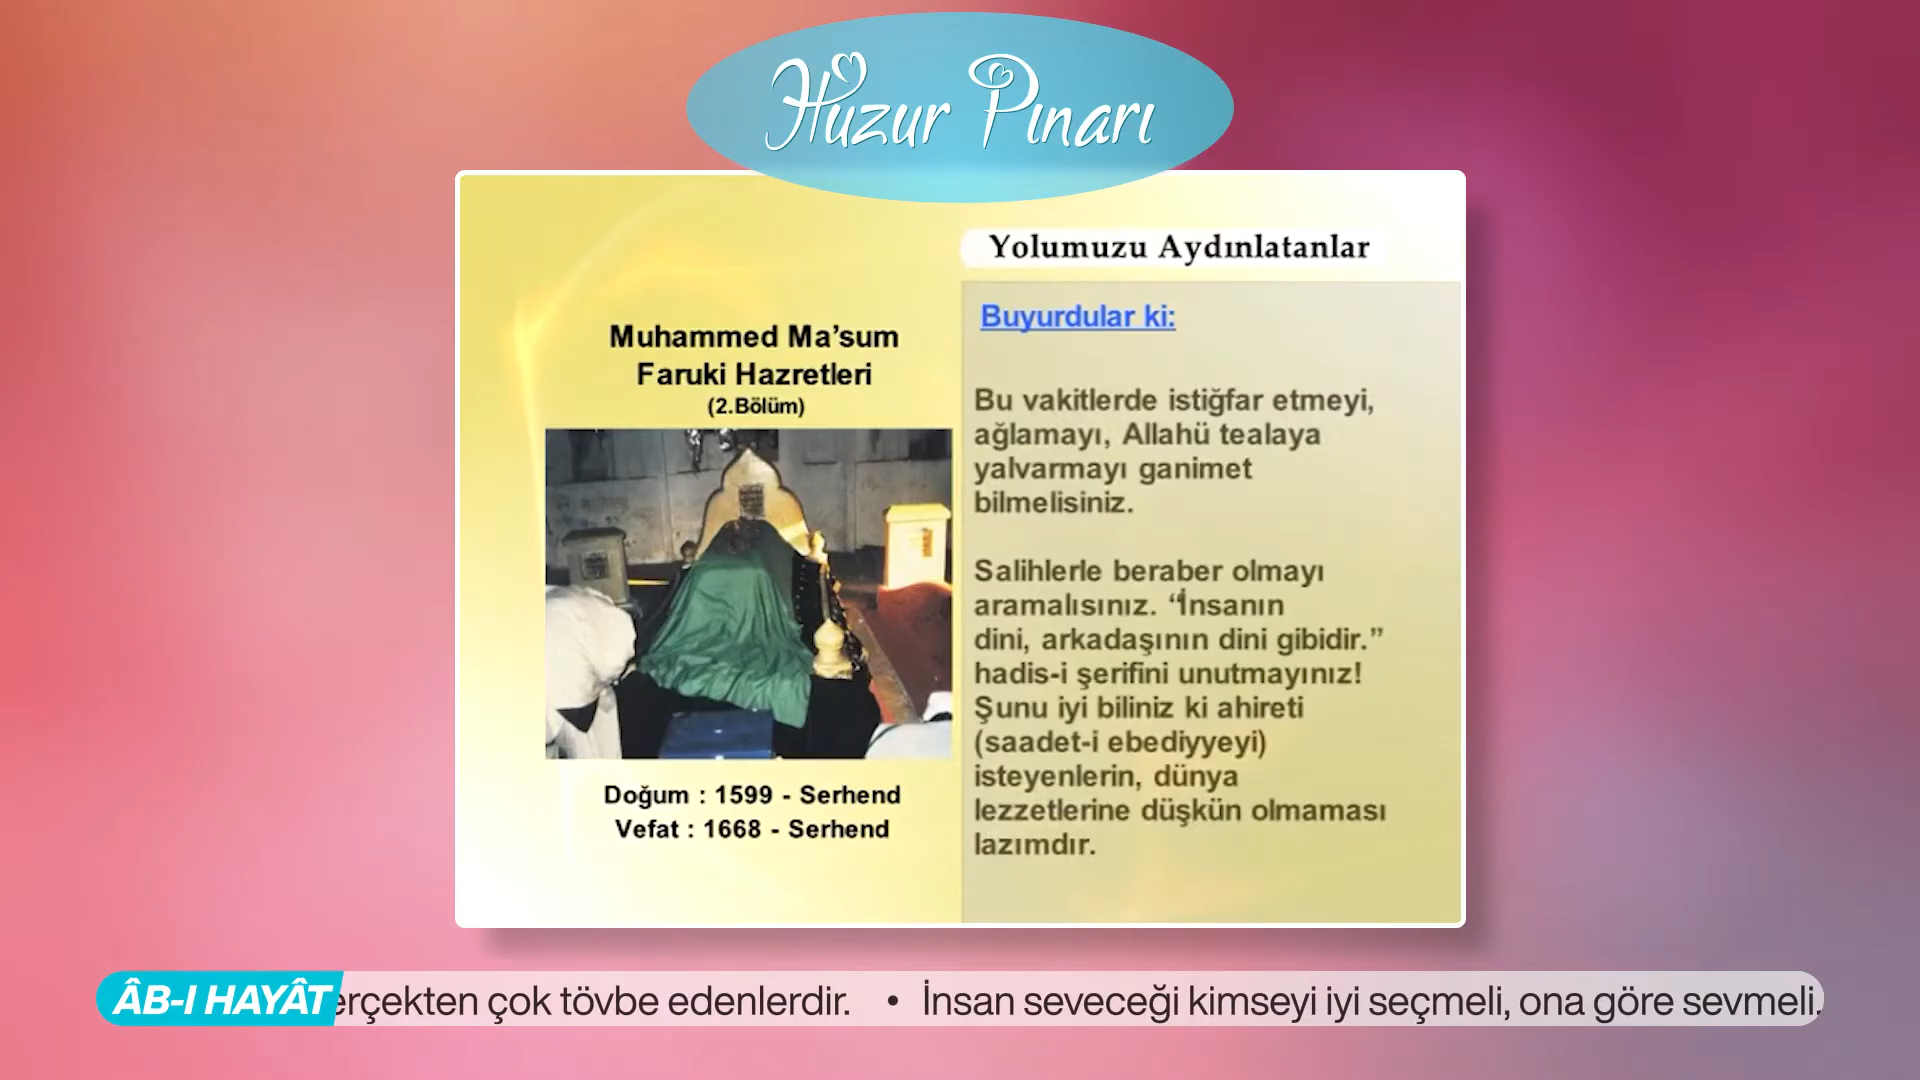 Huzur Pınarı
Yolumuzu Aydınlatanlar
Muhammed Ma’sum
Faruki Hazretleri
(2.Bölüm)
Doğum : 1599 - Serhend
Vefat : 1668 - Serhend
Buyurdular ki:
Bu vakitlerde istiğfar etmeyi,
ağlamayı, Allahü tealaya
yalvarmayı ganimet
bilmelisiniz.
Salihlerle beraber olmayı
aramalısınız. “İnsanın
dini, arkadaşının dini gibidir.”
hadis-i şerifini unutmayınız!
Şunu iyi biliniz ki ahireti
(saadet-i ebediyyeyi)
isteyenlerin, dünya
lezzetlerine düşkün olmaması
lazımdır.
ÂB-I HAYÂT erçekten çok tövbe edenlerdir. • İnsan seveceği kimseyi iyi seçmeli, ona göre sevmeli.